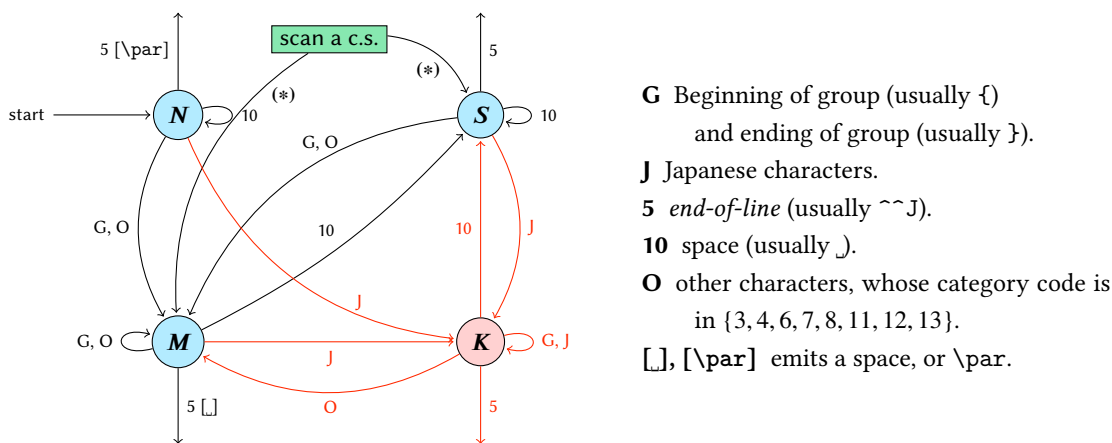 5 [\par]
scan a c.s.
5
(∗)
(∗)
start
N
10
S
10
G, O
G, O
10
10
J
J
G, O
M
J
K
G, J
O
5 [␣]
5
G Beginning of group (usually {)
and ending of group (usually }).
J Japanese characters.
5 end-of-line (usually ^^J).
10 space (usually ␣).
O other characters, whose category code is
in {3, 4, 6, 7, 8, 11, 12, 13}.
[␣], [\par] emits a space, or \par.